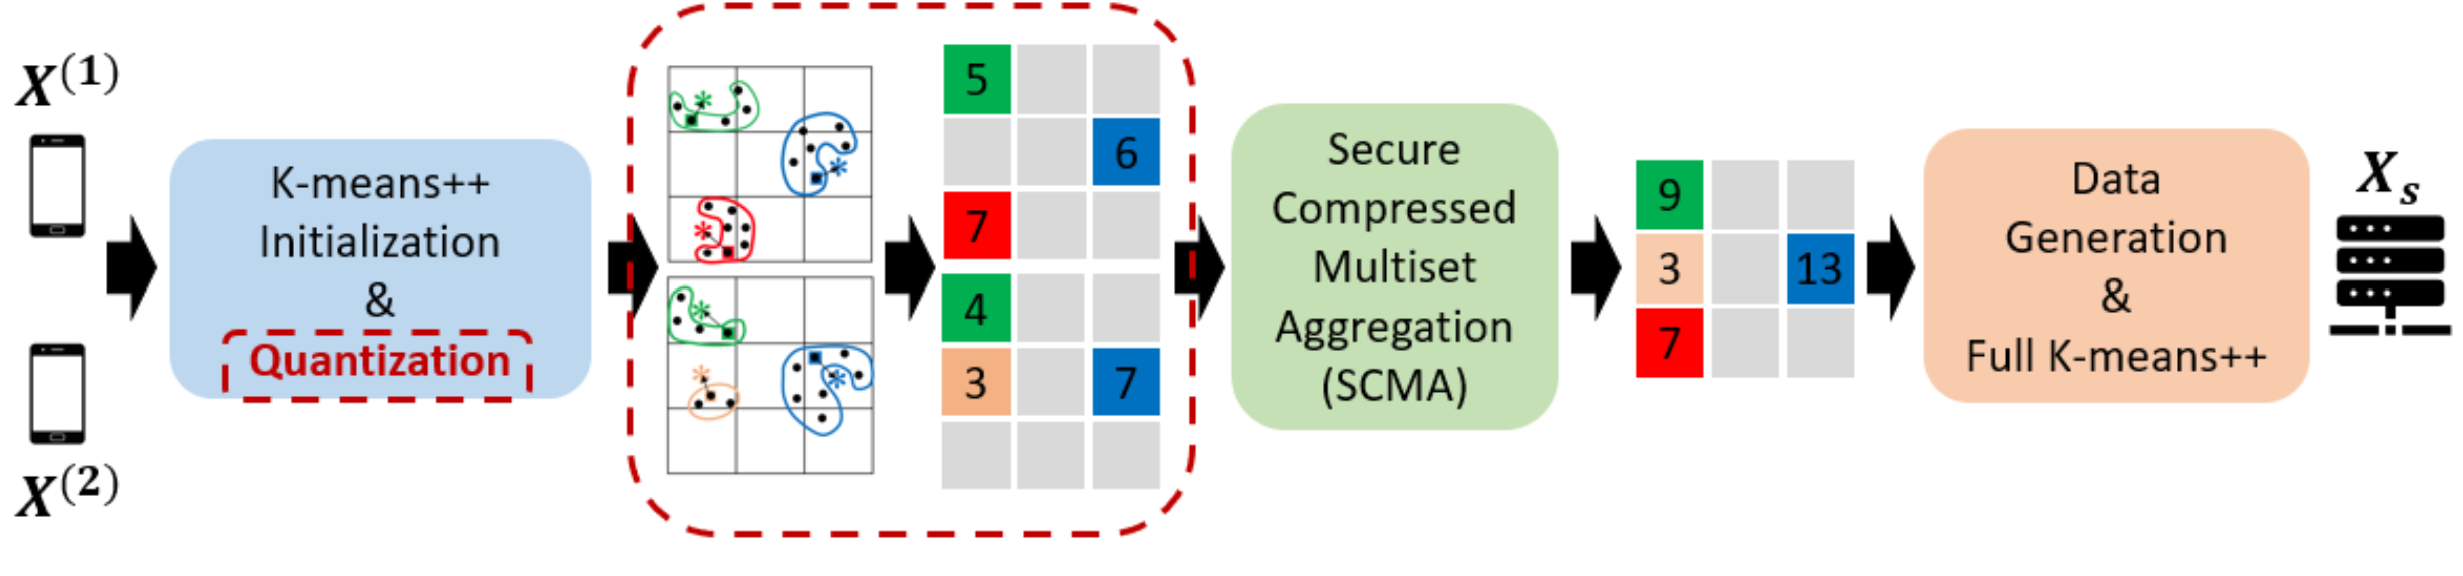 X(1)
X(2)
K-means++
Initialization
&
Quantization
5
6
7
4
3 7
Secure
Compressed
Multiset
Aggregation
(SCMA)
9
3 13
7
Data
Generation
&
Full K-means++
Xs